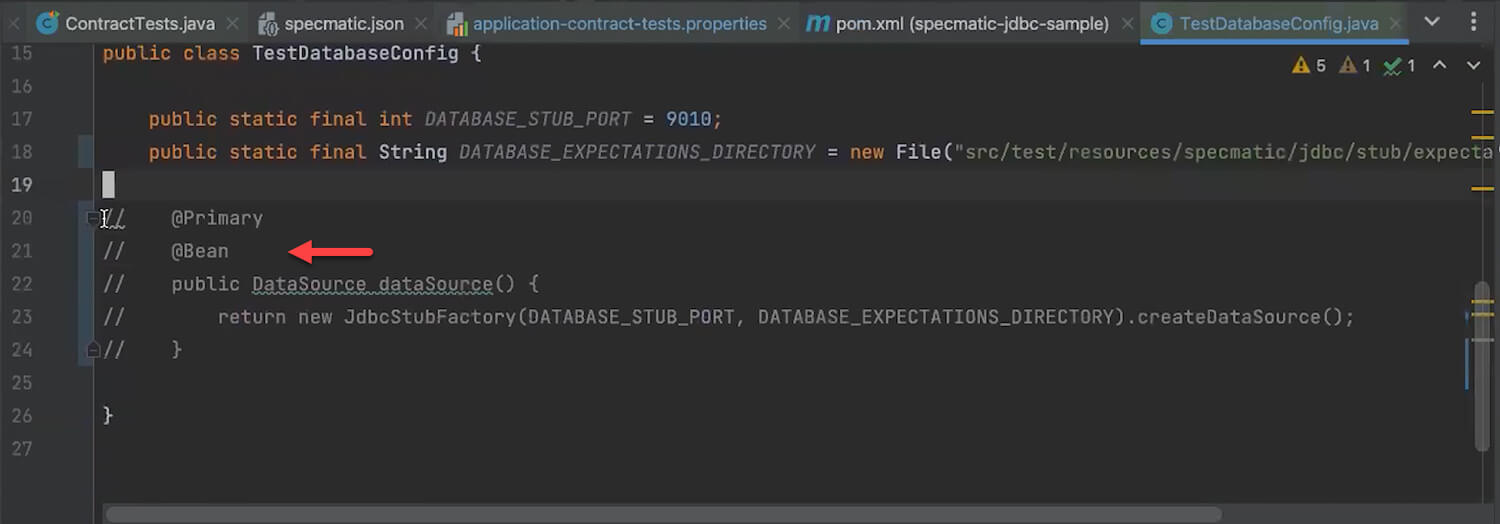 ContractTests.java specmatic.json application-contract-tests.properties pom.xml (specmatic-jdbc-sample) TestDatabaseConfig.java
15 public class TestDatabaseConfig {
5 1 1
16
17 public static final int DATABASE_STUB_PORT = 9010;
18 public static final String DATABASE_EXPECTATIONS_DIRECTORY = new File("src/test/resources/specmatic/jdbc/stub/expecta
19
20 // @Primary
21 // @Bean
22 // public DataSource dataSource() {
23 // return new JdbcStubFactory(DATABASE_STUB_PORT, DATABASE_EXPECTATIONS_DIRECTORY).createDataSource();
24 // }
25
26 }
27